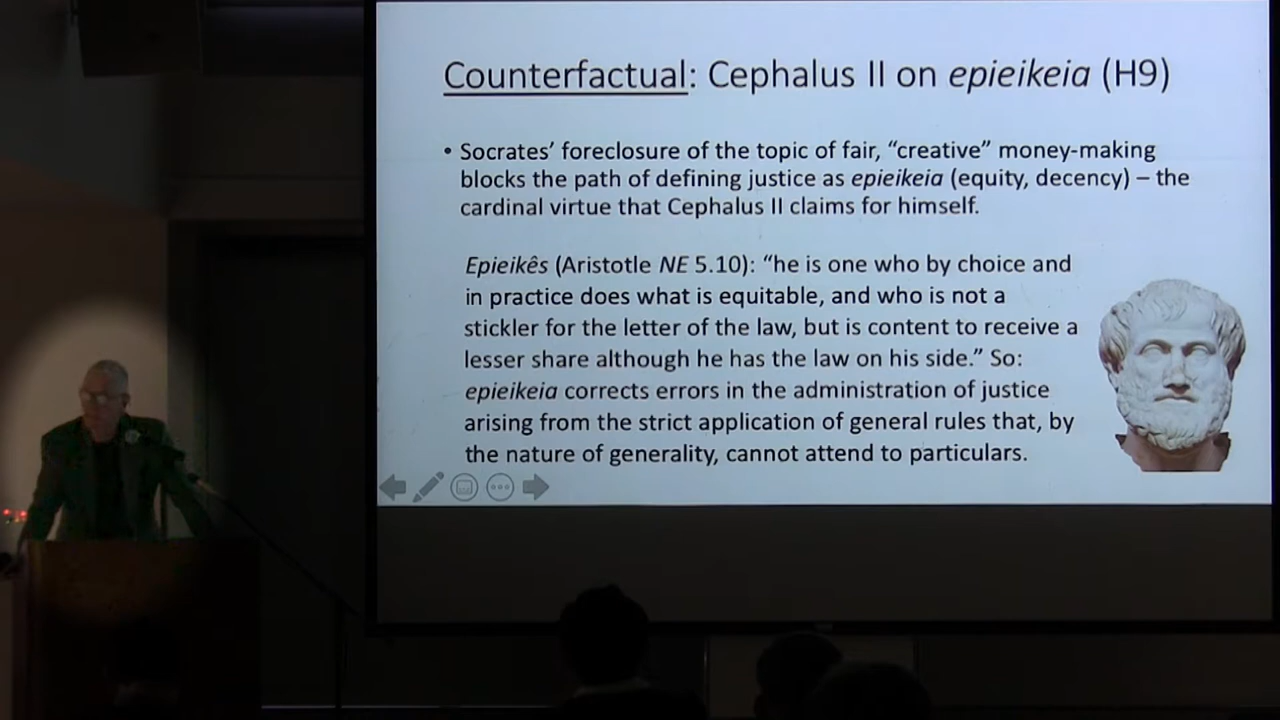 Counterfactual: Cephalus II on epieikeia (H9)
• Socrates’ foreclosure of the topic of fair, “creative” money-making
blocks the path of defining justice as epieikeia (equity, decency) – the
cardinal virtue that Cephalus II claims for himself.
Epieikês (Aristotle NE 5.10): “he is one who by choice and
in practice does what is equitable, and who is not a
stickler for the letter of the law, but is content to receive a
lesser share although he has the law on his side.” So:
epieikeia corrects errors in the administration of justice
arising from the strict application of general rules that, by
the nature of generality, cannot attend to particulars.